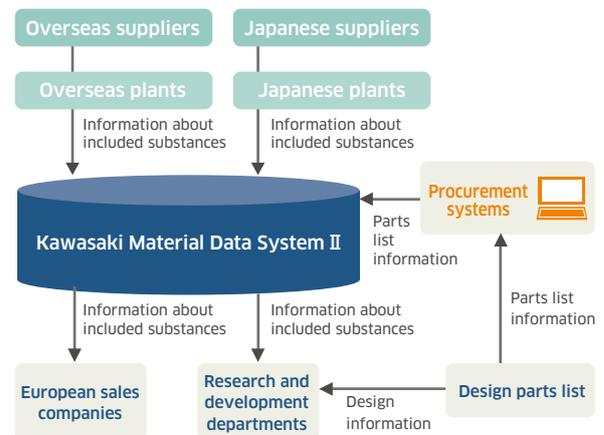 Overseas suppliers
Japanese suppliers
Overseas plants
Japanese plants
Information about
included substances
Information about
included substances
Procurement
systems
Parts
list
information
Kawasaki Material Data System Ⅱ
Information about
included substances
Information about
included substances
Parts list
information
European sales
companies
Research and
development
departments
Design
information
Design parts list